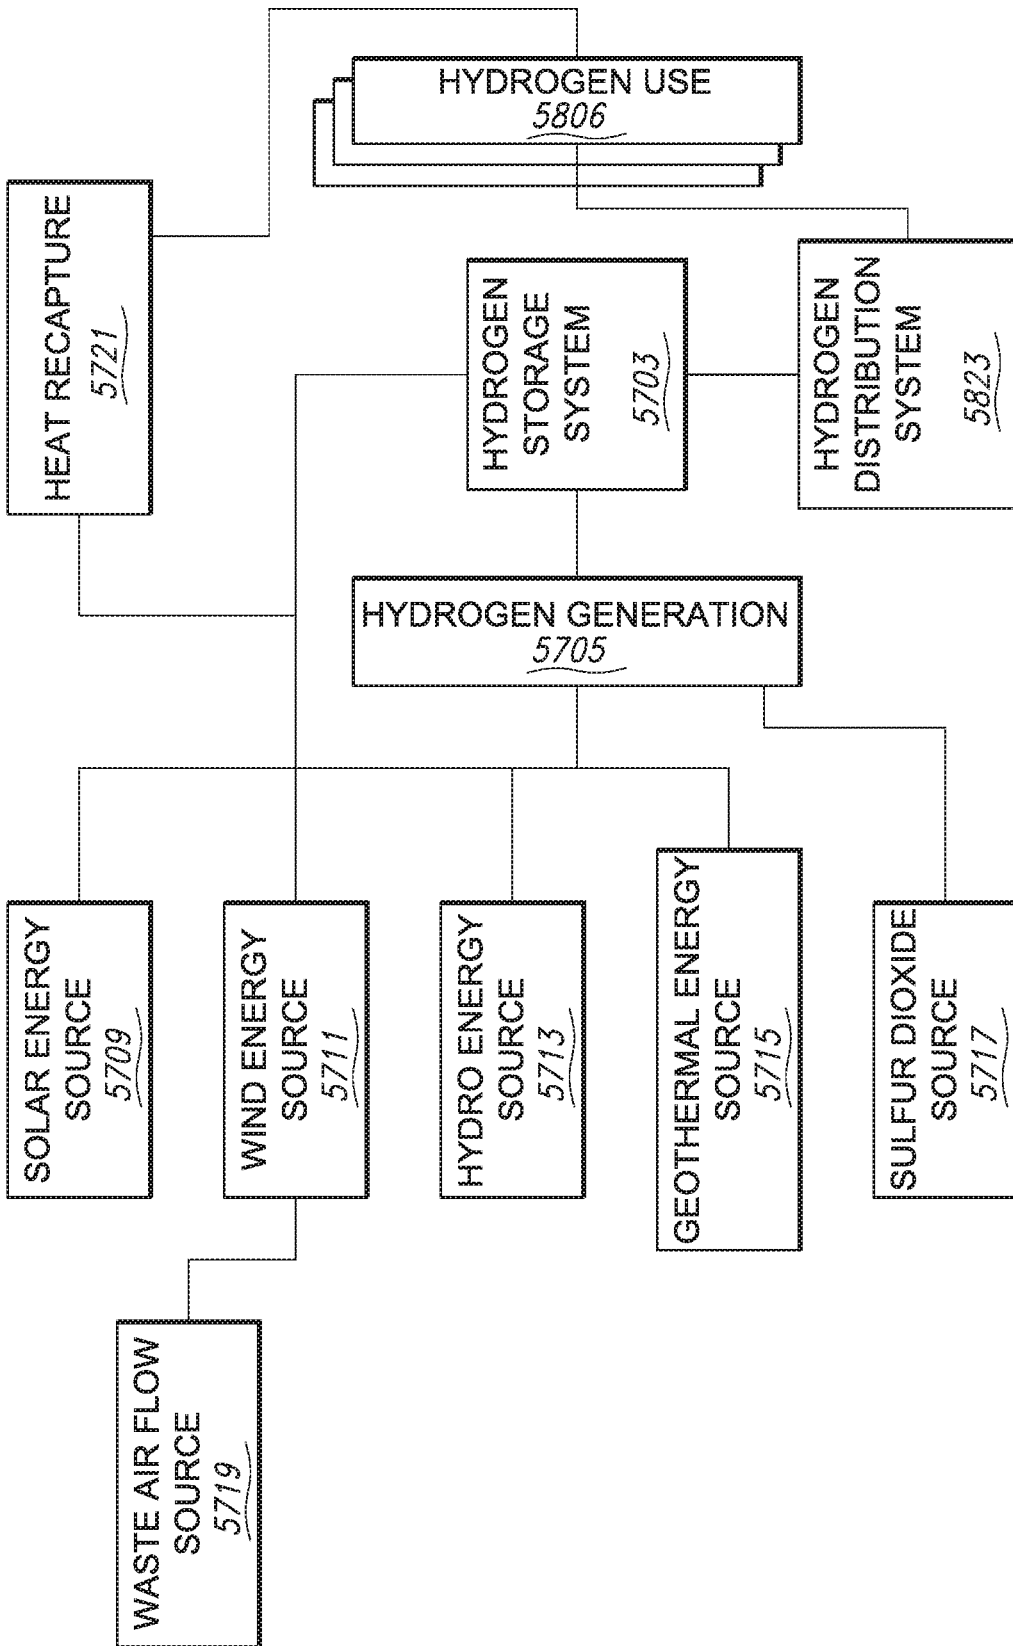 WASTE AIR FLOW
SOURCE
5719
SOLAR ENERGY
SOURCE
5709
WIND ENERGY
SOURCE
5711
HYDRO ENERGY
SOURCE
5713
GEOTHERMAL ENERGY
SOURCE
5715
SULFUR DIOXIDE
SOURCE
5717
HYDROGEN GENERATION
5705
HEAT RECAPTURE
5721
HYDROGEN
STORAGE
SYSTEM
5703
HYDROGEN
DISTRIBUTION
SYSTEM
5823
HYDROGEN USE
5806